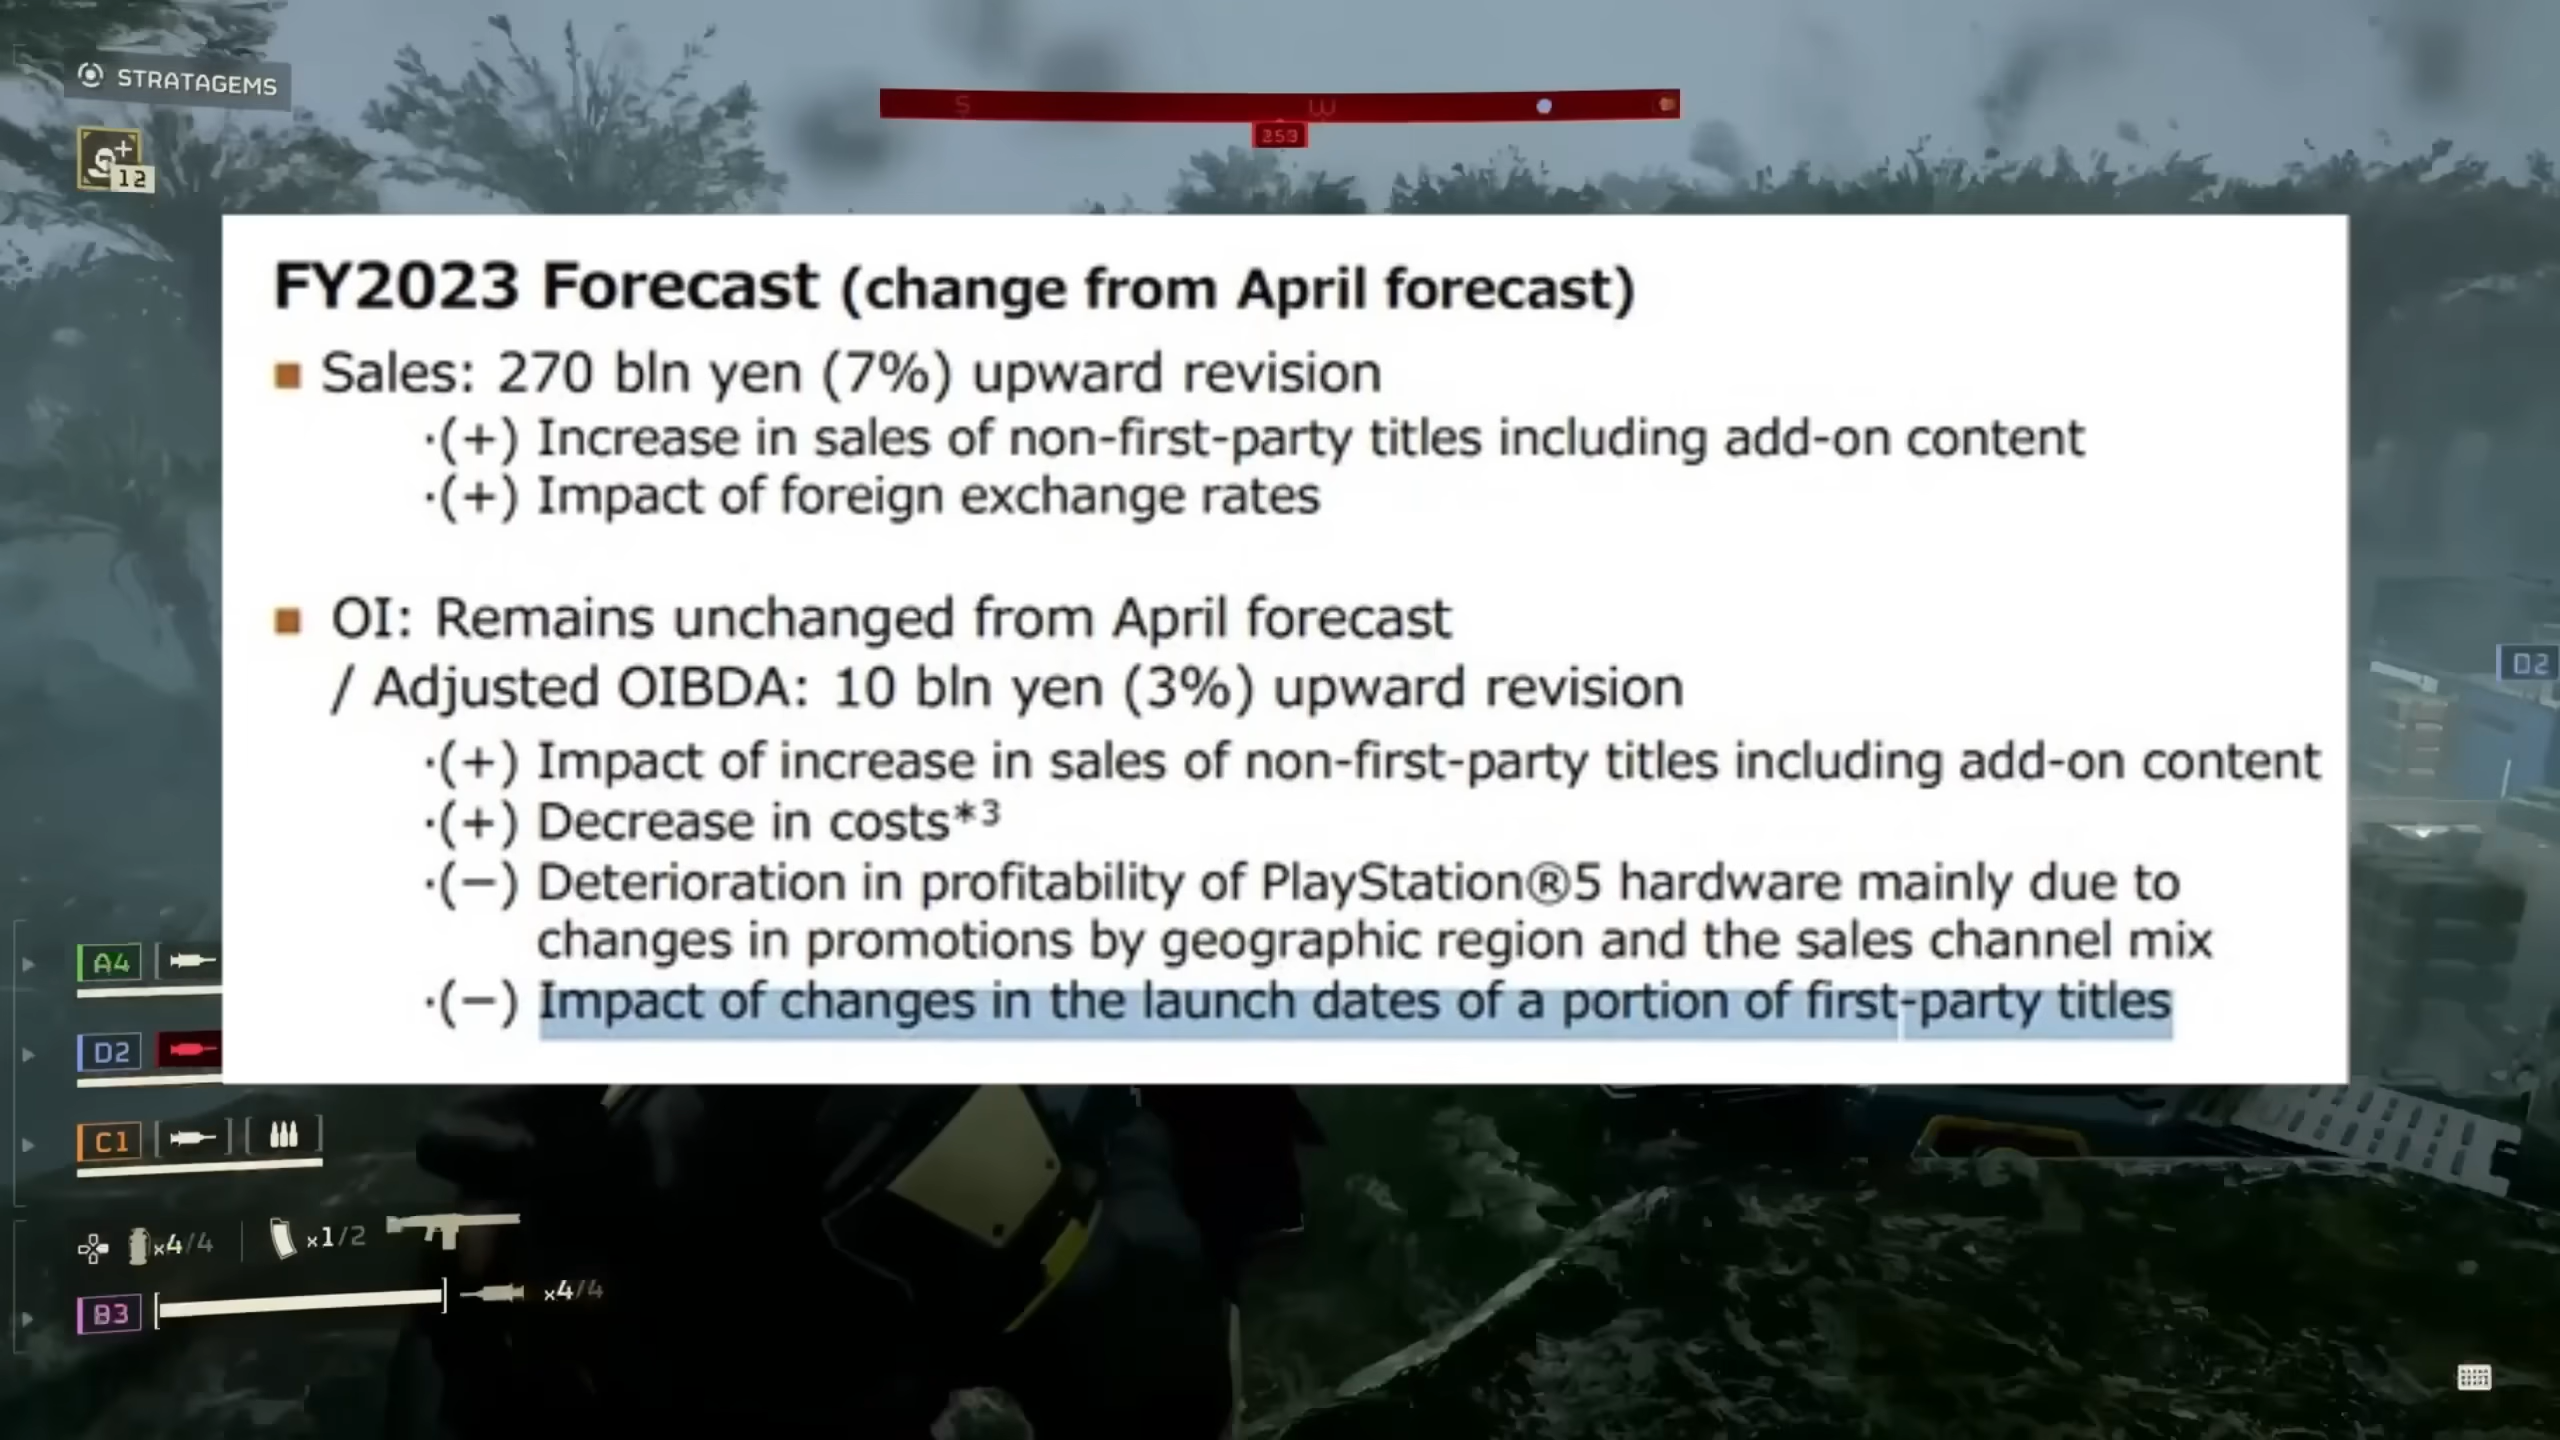 STRATAGEMS
12
S W
253
FY2023 Forecast (change from April forecast)
■ Sales: 270 bln yen (7%) upward revision
·(+) Increase in sales of non-first-party titles including add-on content
·(+) Impact of foreign exchange rates
■ OI: Remains unchanged from April forecast
/ Adjusted OIBDA: 10 bln yen (3%) upward revision
·(+) Impact of increase in sales of non-first-party titles including add-on content
·(+) Decrease in costs*3
·(−) Deterioration in profitability of PlayStation®5 hardware mainly due to
changes in promotions by geographic region and the sales channel mix
·(−) Impact of changes in the launch dates of a portion of first-party titles
D2
A4
D2
C1
x4/4 x1/2
B3 x4/4